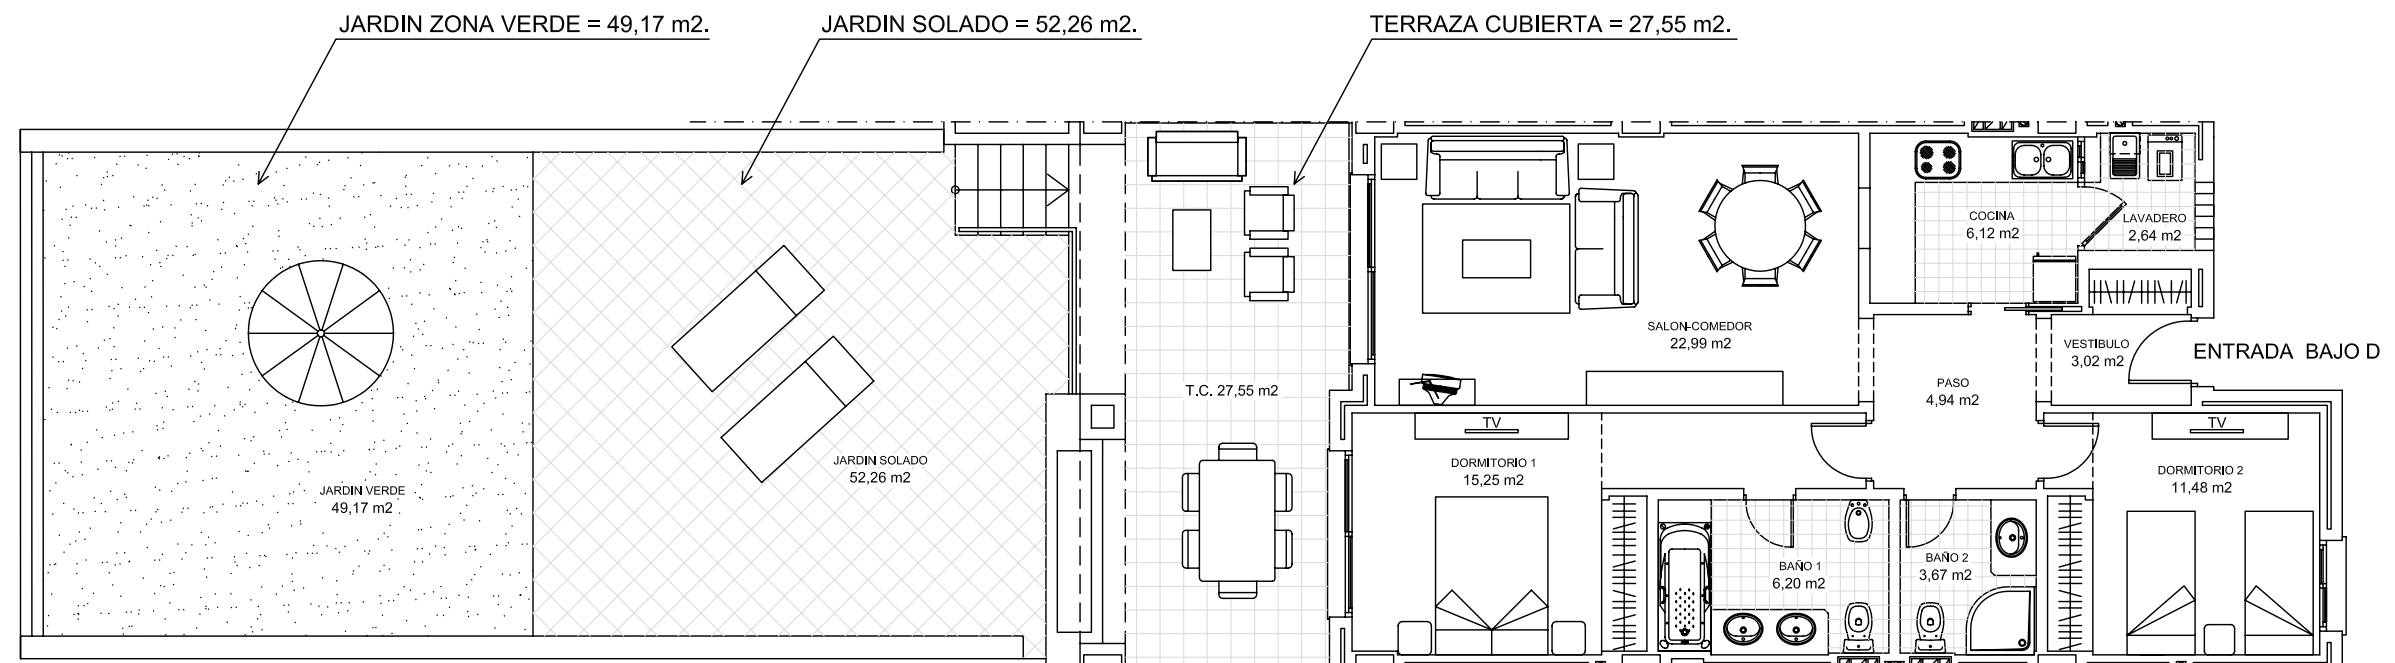 JARDIN ZONA VERDE = 49,17 m2.
JARDIN SOLADO = 52,26 m2.
TERRAZA CUBIERTA = 27,55 m2.
COCINA
6,12 m2
LAVADERO
2,64 m2
SALON-COMEDOR
22,99 m2
VESTIBULO
3,02 m2
ENTRADA BAJO D
T.C. 27,55 m2
PASO
4,94 m2
TV
TV
JARDIN SOLADO
52,26 m2
DORMITORIO 1
15,25 m2
DORMITORIO 2
11,48 m2
JARDIN VERDE
49,17 m2
BAÑO 1
6,20 m2
BAÑO 2
3,67 m2